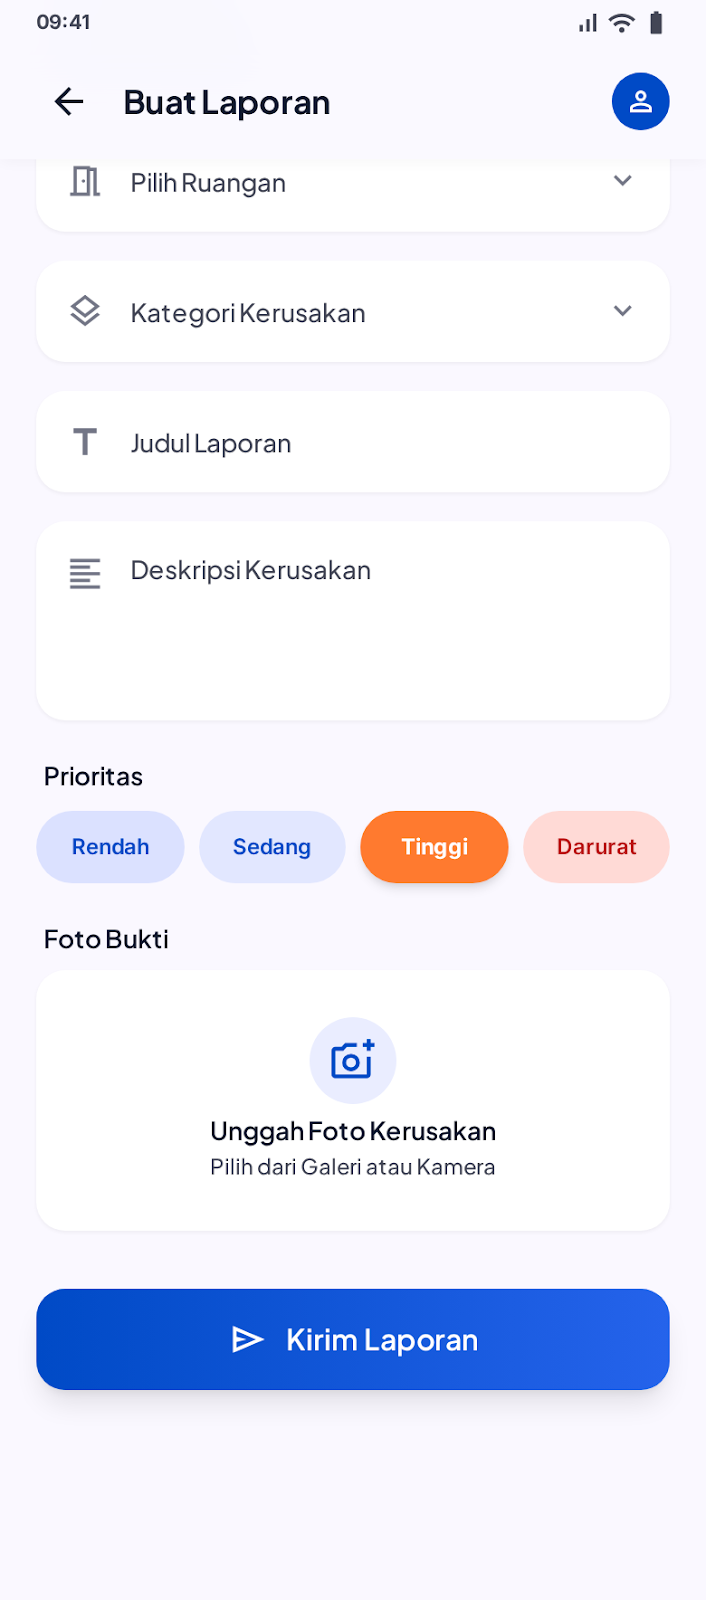 09:41
Buat Laporan
Pilih Ruangan
Kategori Kerusakan
Judul Laporan
Deskripsi Kerusakan
Prioritas
Rendah
Sedang
Tinggi
Darurat
Foto Bukti
Unggah Foto Kerusakan
Pilih dari Galeri atau Kamera
Kirim Laporan